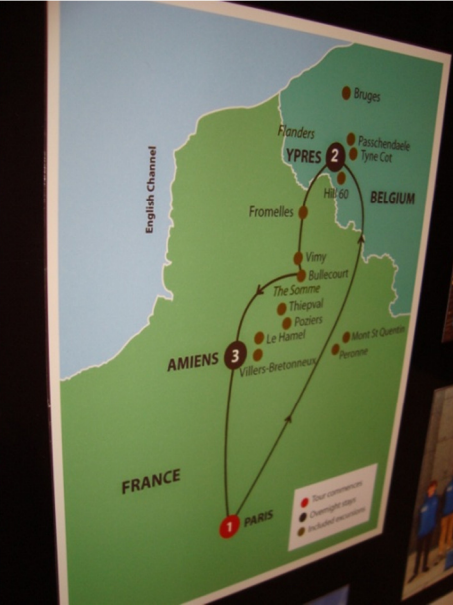 Bruges
Flanders
Passchendaele
YPRES 2
Tyne Cot
Hill 60
BELGIUM
English Channel
Fromelles
Vimy
Bullecourt
The Somme
Thiepval
Poziers
Le Hamel
Mont St Quentin
AMIENS 3
Villers-Bretonneux
Peronne
FRANCE
1 PARIS
Tour commences
Overnight stays
Included excursions